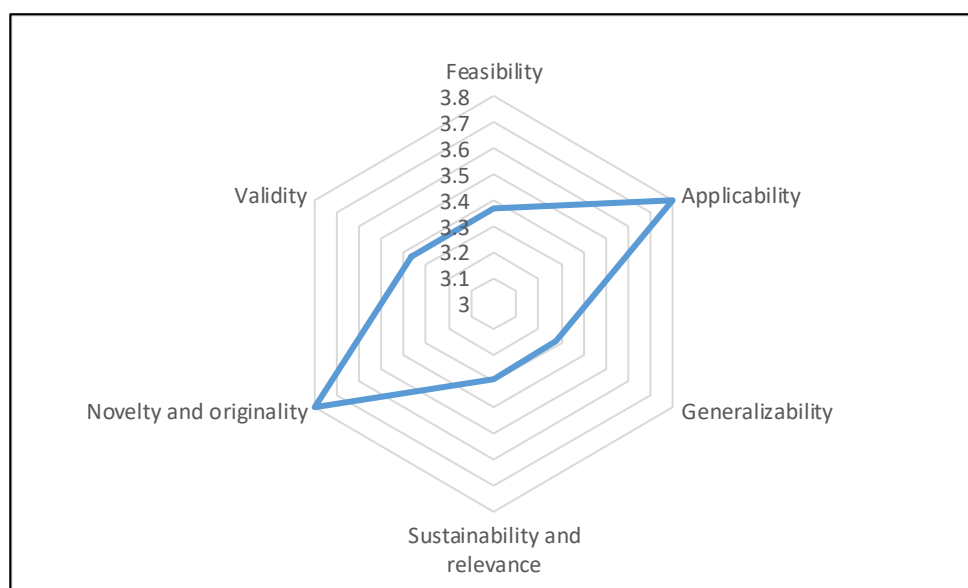 Feasibility
3.8
3.7
3.6
3.5
3.4
3.3
3.2
3.1
3
Validity
Applicability
Novelty and originality
Generalizability
Sustainability and
relevance